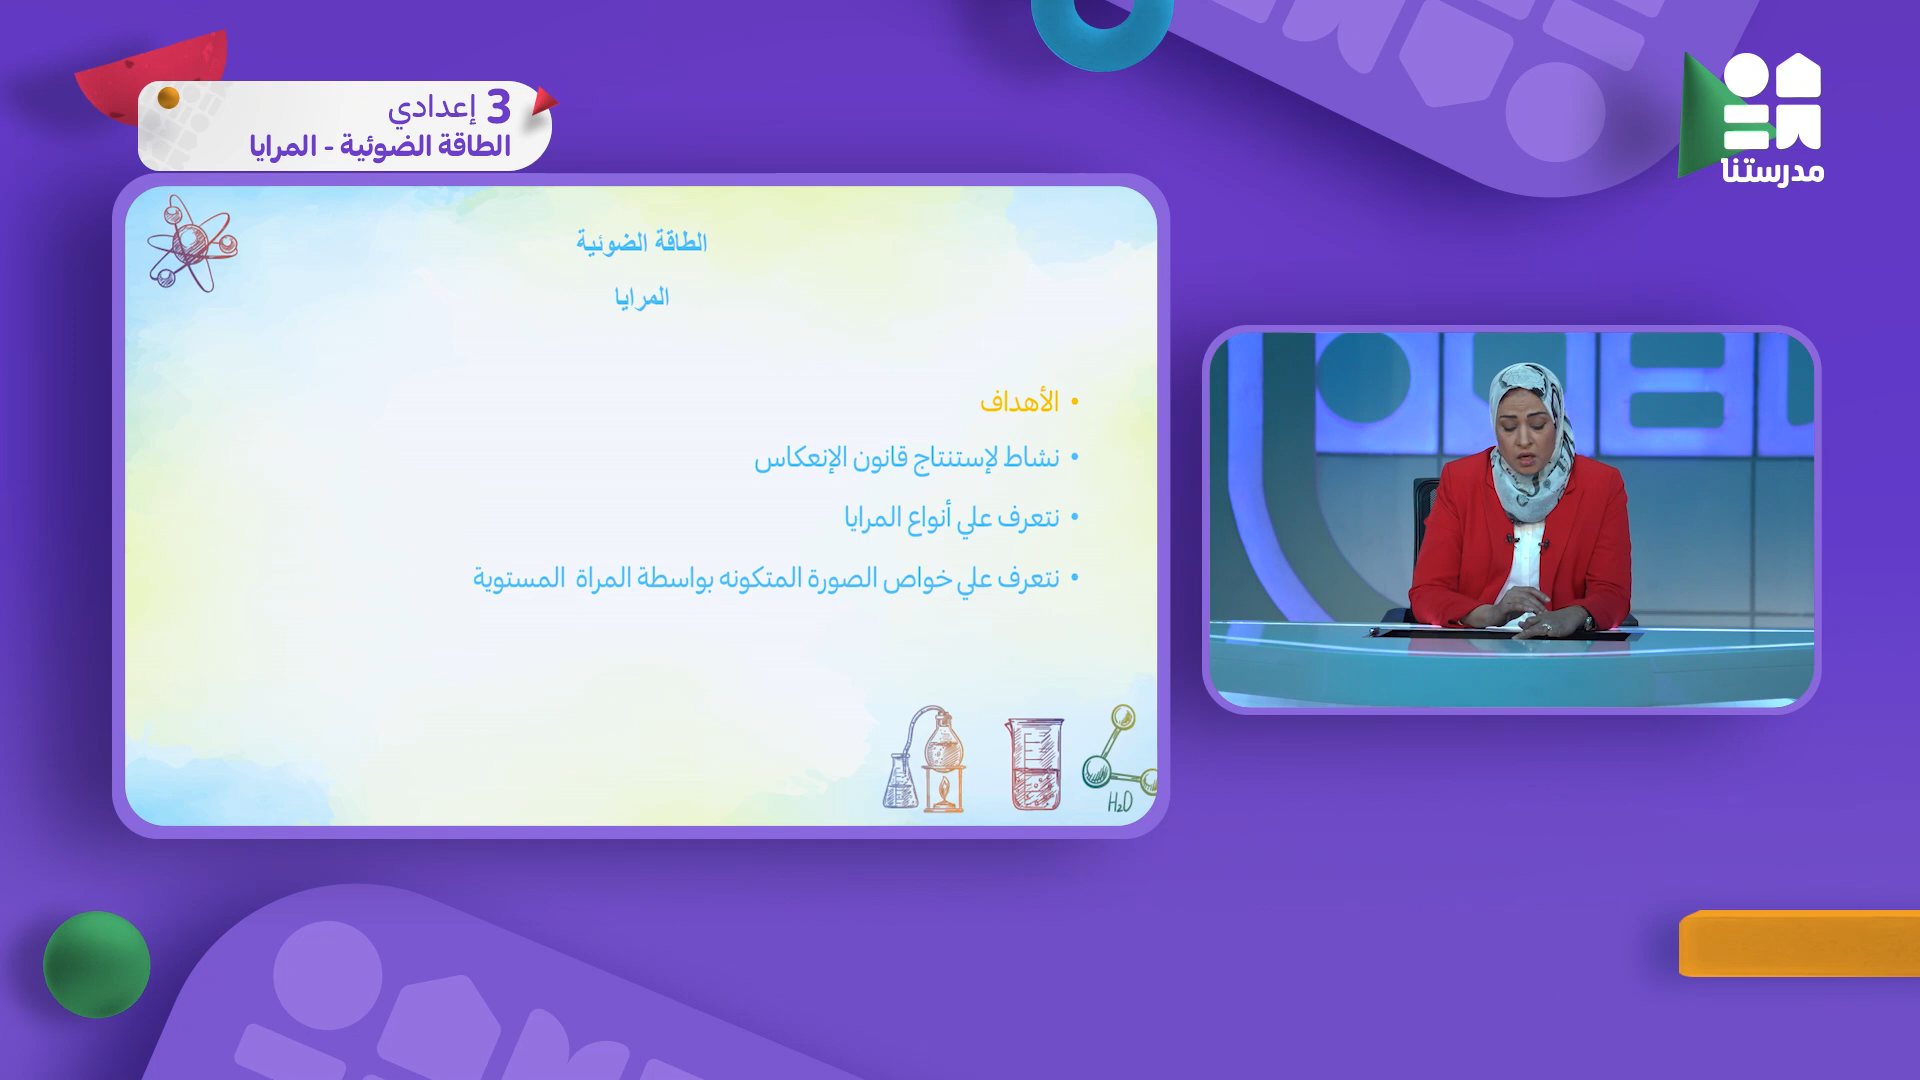 3 إعدادي
الطاقة الضوئية - المرايا
مدرستنا
الطاقة الضوئية
المرايا
• الأهداف
• نشاط لإستنتاج قانون الإنعكاس
• نتعرف علي أنواع المرايا
• نتعرف علي خواص الصورة المتكونه بواسطة المراة المستوية
H₂O